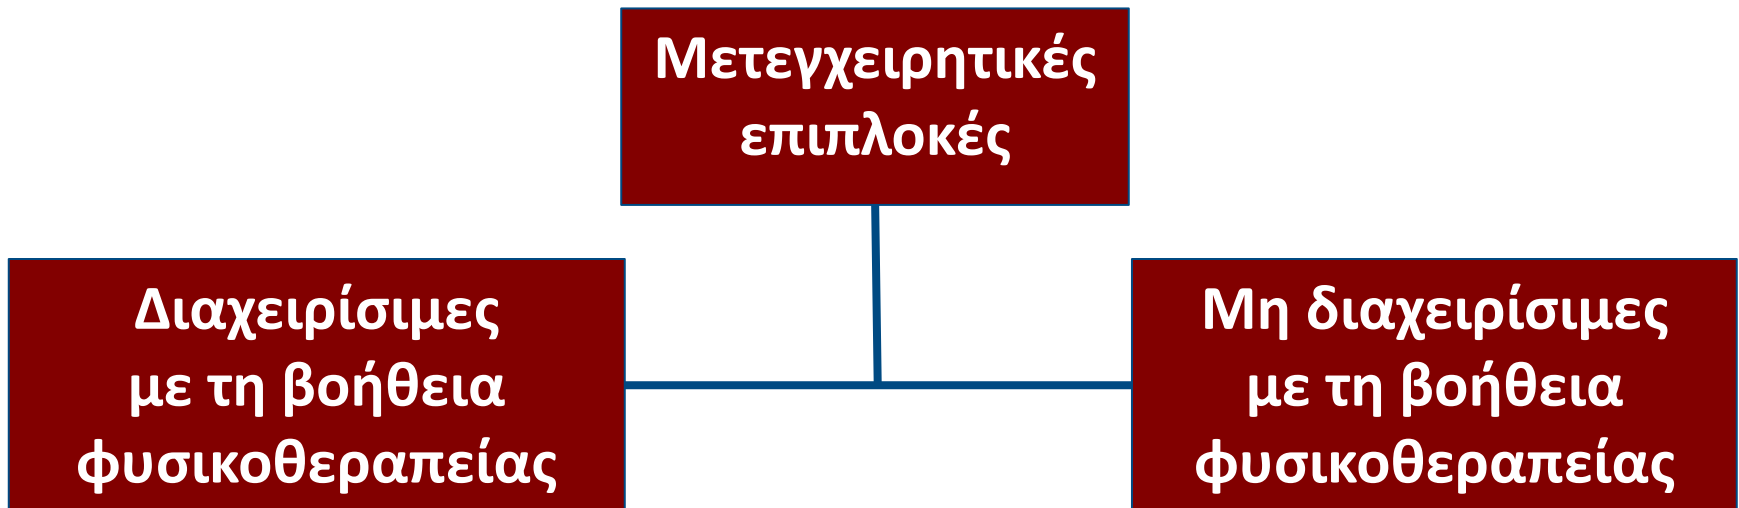 Μετεγχειρητικές
επιπλοκές
Διαχειρίσιμες
με τη βοήθεια
φυσικοθεραπείας
Μη διαχειρίσιμες
με τη βοήθεια
φυσικοθεραπείας